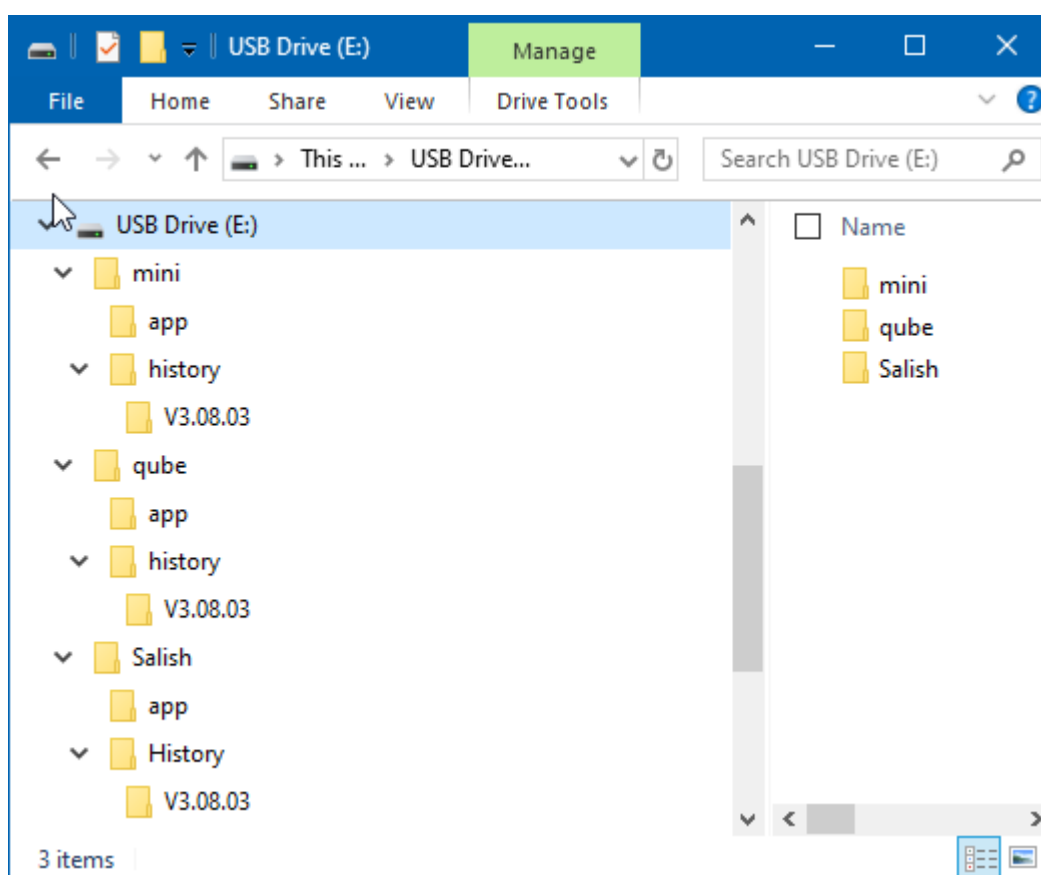 USB Drive (E:)
Manage
File Home Share View Drive Tools
This ... USB Drive... Search USB Drive (E:)
USB Drive (E:)
mini
app
history
V3.08.03
qube
app
history
V3.08.03
Salish
app
History
V3.08.03
Name
mini
qube
Salish
3 items